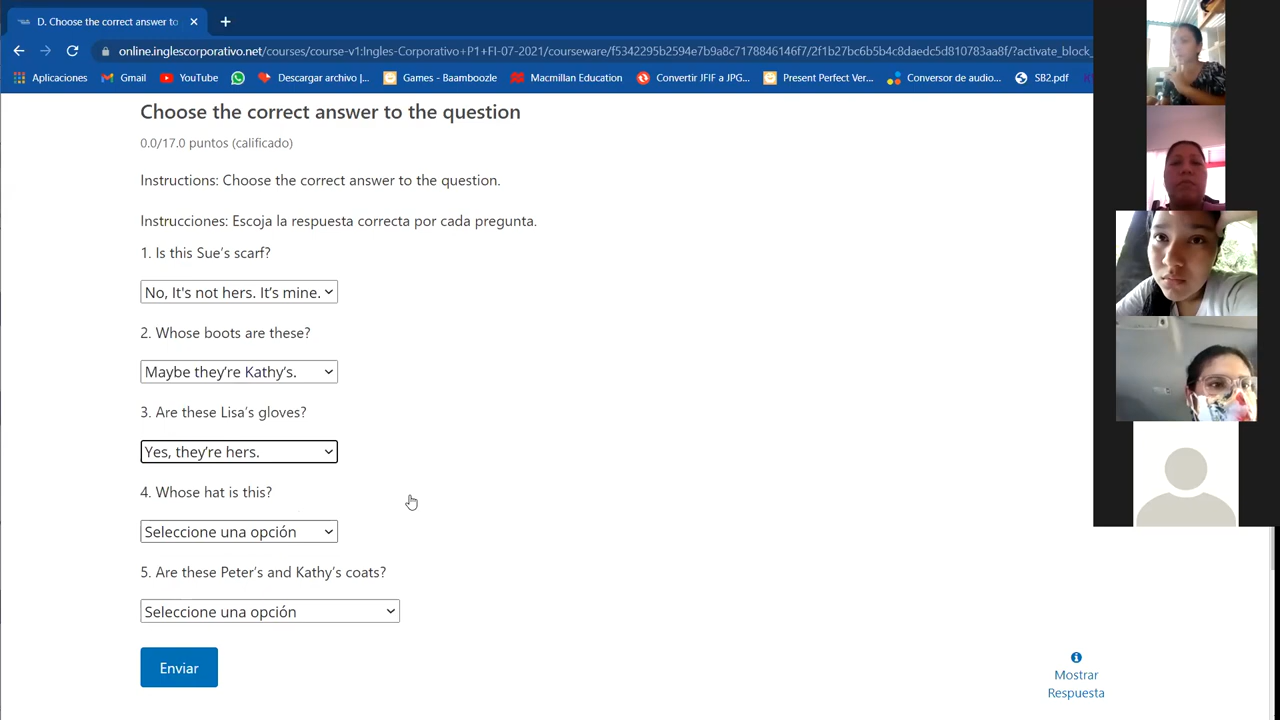 D. Choose the correct answer to
online.inglescorporativo.net/courses/course-v1:Ingles-Corporativo+P1+FI-07-2021/courseware/f5342295b2594e7b9a8c7178846146f7/2f1b27bc6b5b4c8daedc5d810783aa8f/?activate_block_
Aplicaciones Gmail YouTube Descargar archivo |... Games - Baamboozle Macmillan Education Convertir JFIF a JPG... Present Perfect Ver... Conversor de audio... SB2.pdf
Choose the correct answer to the question
0.0/17.0 puntos (calificado)
Instructions: Choose the correct answer to the question.
Instrucciones: Escoja la respuesta correcta por cada pregunta.
1. Is this Sue’s scarf?
No, It's not hers. It’s mine.
2. Whose boots are these?
Maybe they’re Kathy’s.
3. Are these Lisa’s gloves?
Yes, they’re hers.
4. Whose hat is this?
Seleccione una opción
5. Are these Peter’s and Kathy’s coats?
Seleccione una opción
Enviar
Mostrar
Respuesta